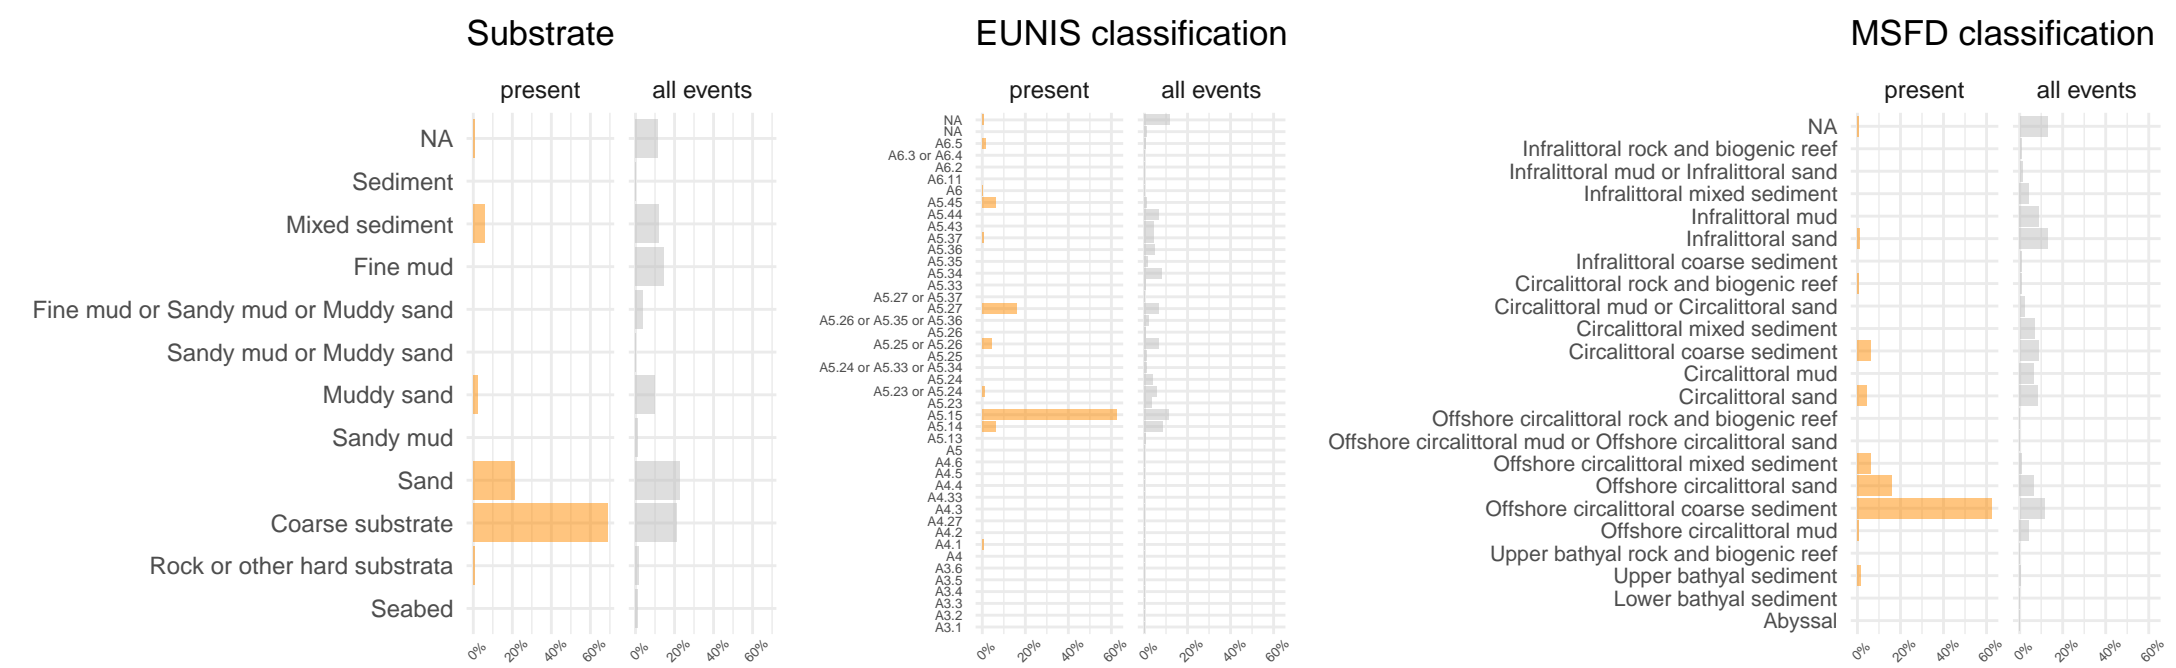 Substrate
present all events
NA
Sediment
Mixed sediment
Fine mud
Fine mud or Sandy mud or Muddy sand
Sandy mud or Muddy sand
Muddy sand
Sandy mud
Sand
Coarse substrate
Rock or other hard substrata
Seabed
0% 20% 40% 60% 0% 20% 40% 60%
EUNIS classification
present all events
NA
NA
A6.5
A6.3 or A6.4
A6.2
A6.11
A6
A5.45
A5.44
A5.43
A5.37
A5.36
A5.35
A5.34
A5.33
A5.27 or A5.37
A5.27
A5.26 or A5.35 or A5.36
A5.26
A5.25 or A5.26
A5.25
A5.24 or A5.33 or A5.34
A5.24
A5.23 or A5.24
A5.23
A5.15
A5.14
A5.13
A5
A4.6
A4.5
A4.4
A4.33
A4.3
A4.27
A4.2
A4.1
A4
A3.6
A3.5
A3.4
A3.3
A3.2
A3.1
0% 20% 40% 60% 0% 20% 40% 60%
MSFD classification
present all events
NA
Infralittoral rock and biogenic reef
Infralittoral mud or Infralittoral sand
Infralittoral mixed sediment
Infralittoral mud
Infralittoral sand
Infralittoral coarse sediment
Circalittoral rock and biogenic reef
Circalittoral mud or Circalittoral sand
Circalittoral mixed sediment
Circalittoral coarse sediment
Circalittoral mud
Circalittoral sand
Offshore circalittoral rock and biogenic reef
Offshore circalittoral mud or Offshore circalittoral sand
Offshore circalittoral mixed sediment
Offshore circalittoral sand
Offshore circalittoral coarse sediment
Offshore circalittoral mud
Upper bathyal rock and biogenic reef
Upper bathyal sediment
Lower bathyal sediment
Abyssal
0% 20% 40% 60% 0% 20% 40% 60%